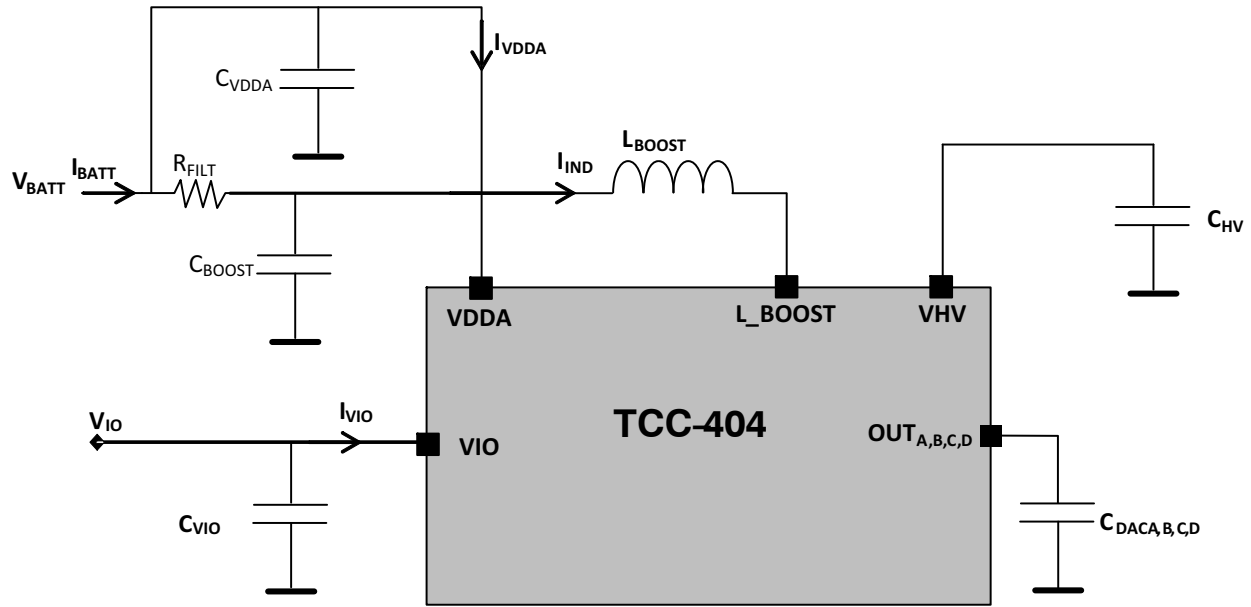 I_VDDA
C_VDDA
L_BOOST
I_BATT
R_FILT
I_IND
V_BATT
C_HV
C_BOOST
VDDA
L_BOOST
VHV
TCC-404
V_IO
I_VIO
VIO
OUT_A,B,C,D
C_VIO
C_DACA,B,C,D